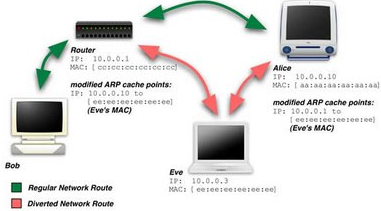 Router
IP: 10.0.0.1
MAC: [cc:cc:cc:cc:cc:cc]
modified ARP cache points:
IP: 10.0.0.10 to
[ee:ee:ee:ee:ee:ee]
(Eve's MAC)
Alice
IP: 10.0.0.10
MAC: [aa:aa:aa:aa:aa:aa]
modified ARP cache points:
IP: 10.0.0.1 to
[ee:ee:ee:ee:ee:ee]
(Eve's MAC)
Bob
Eve
IP: 10.0.0.3
MAC: [ee:ee:ee:ee:ee:ee]
Regular Network Route
Diverted Network Route